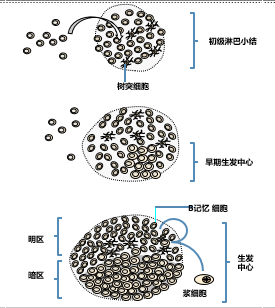 初级淋巴小结
树突细胞
早期生发中心
B记忆 细胞
明区
暗区
生发
中心
浆细胞